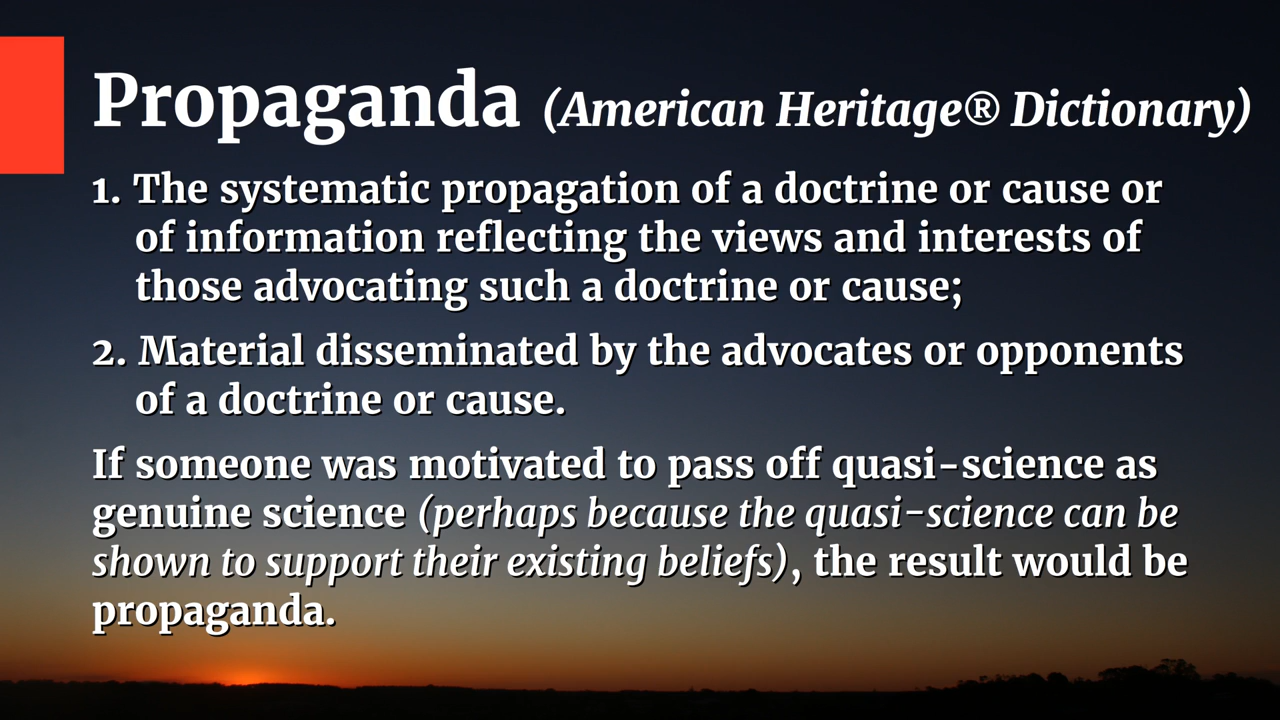 Propaganda (American Heritage® Dictionary)
1. The systematic propagation of a doctrine or cause or
of information reflecting the views and interests of
those advocating such a doctrine or cause;
2. Material disseminated by the advocates or opponents
of a doctrine or cause.
If someone was motivated to pass off quasi-science as
genuine science (perhaps because the quasi-science can be
shown to support their existing beliefs), the result would be
propaganda.